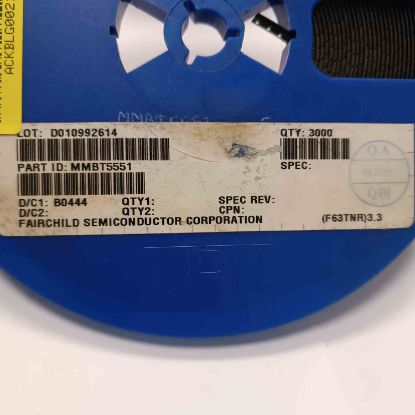 ACKBLG002
LOT: D010992614
QTY: 3000
PART ID: MMBT5551
SPEC:
D/C1: B0444 QTY1: SPEC REV:
D/C2: QTY2: CPN:
FAIRCHILD SEMICONDUCTOR CORPORATION (F63TNR)3.3
QA